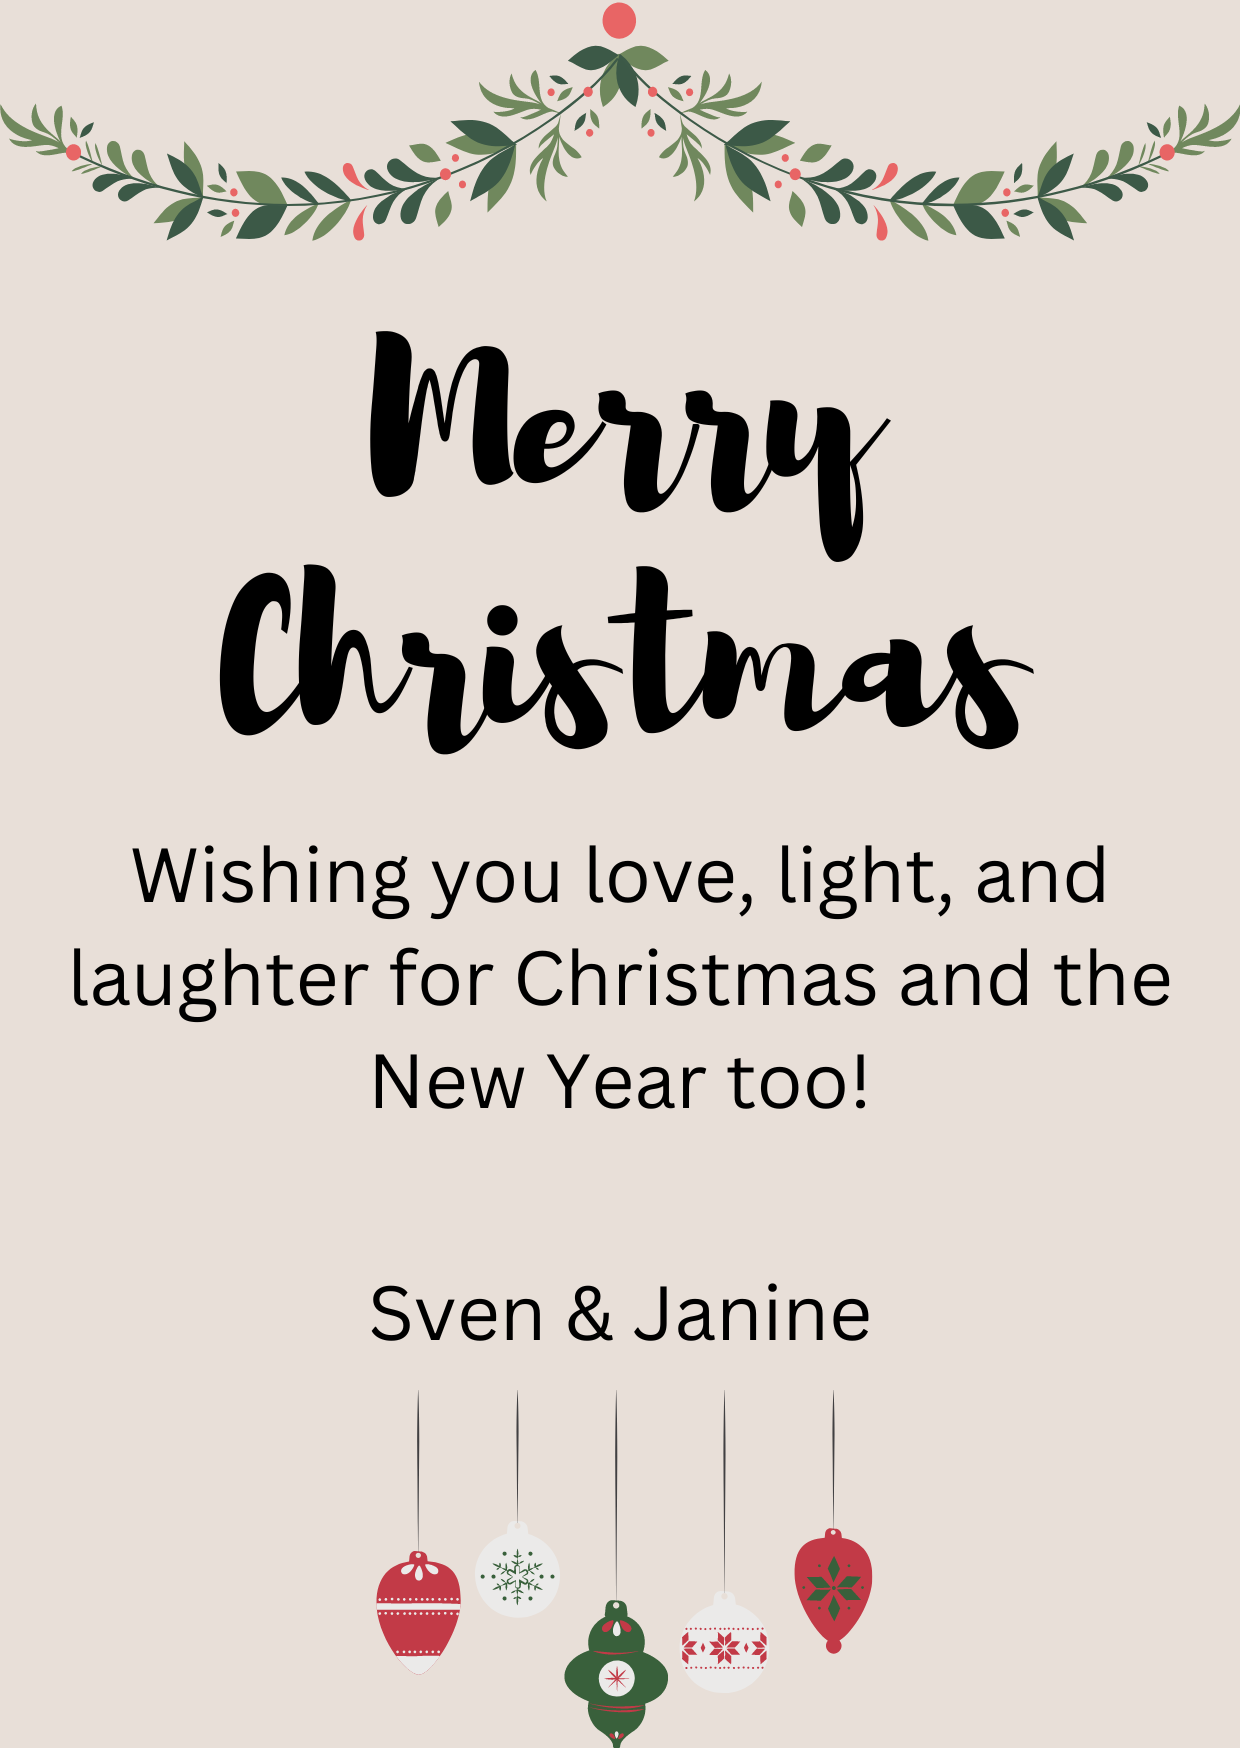 Merry
Christmas
Wishing you love, light, and
laughter for Christmas and the
New Year too!
Sven & Janine